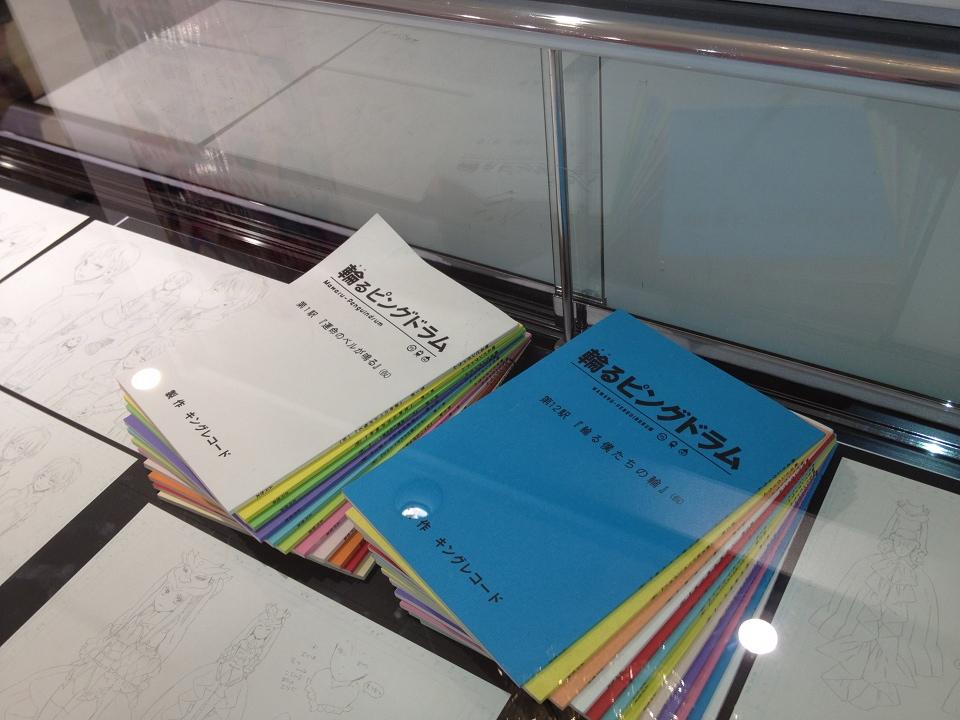 輪るピングドラム
Mawaru-Penguindrum
第1駅 『運命のベルが鳴る』(仮)
製作 キングレコード
輪るピングドラム
MAWARU-PENGUINDRUM
第12駅 『輪る僕たちの輪』(仮)
作 キングレコード